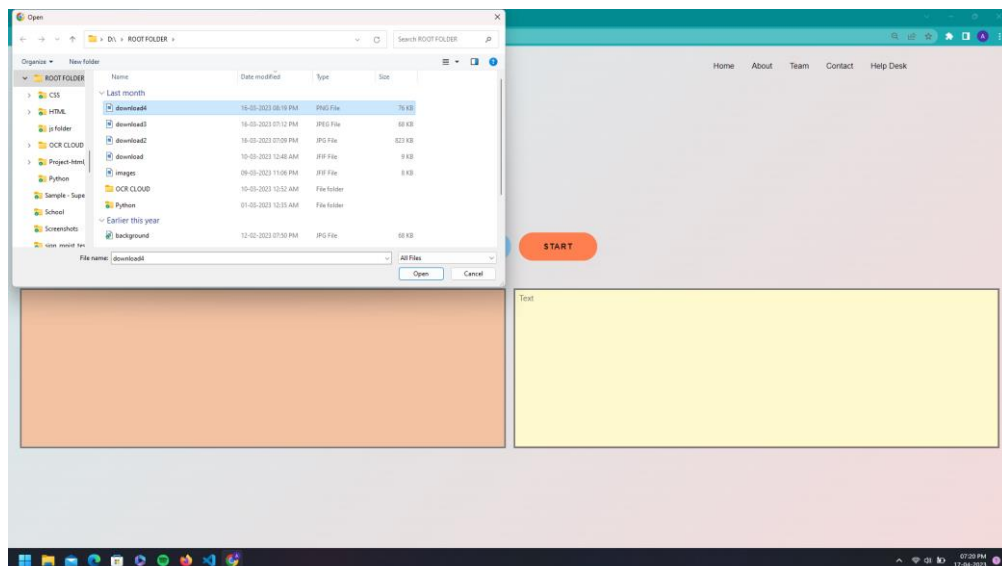 Open
D:\ > ROOT FOLDER >
Search ROOT FOLDER
Organize
New folder
Name Date modified Type Size
ROOT FOLDER
CSS
HTML
js folder
OCR CLOUD
Project-html
Python
Sample - Supe
School
Screenshots
Last month
download4 16-03-2023 08:19 PM PNG File 76 KB
download3 16-03-2023 07:12 PM JPEG File 68 KB
download2 16-03-2023 07:09 PM JPG File 823 KB
download 10-03-2023 12:48 AM JFIF File 9 KB
images 09-03-2023 11:06 PM JFIF File 8 KB
OCR CLOUD 10-03-2023 12:52 AM File folder
Python 01-03-2023 12:35 AM File folder
Earlier this year
background 12-02-2023 07:50 PM JPG File 68 KB
File name: download4
All Files
Open Cancel
Home About Team Contact Help Desk
START
Text
07:20 PM
17-04-2023